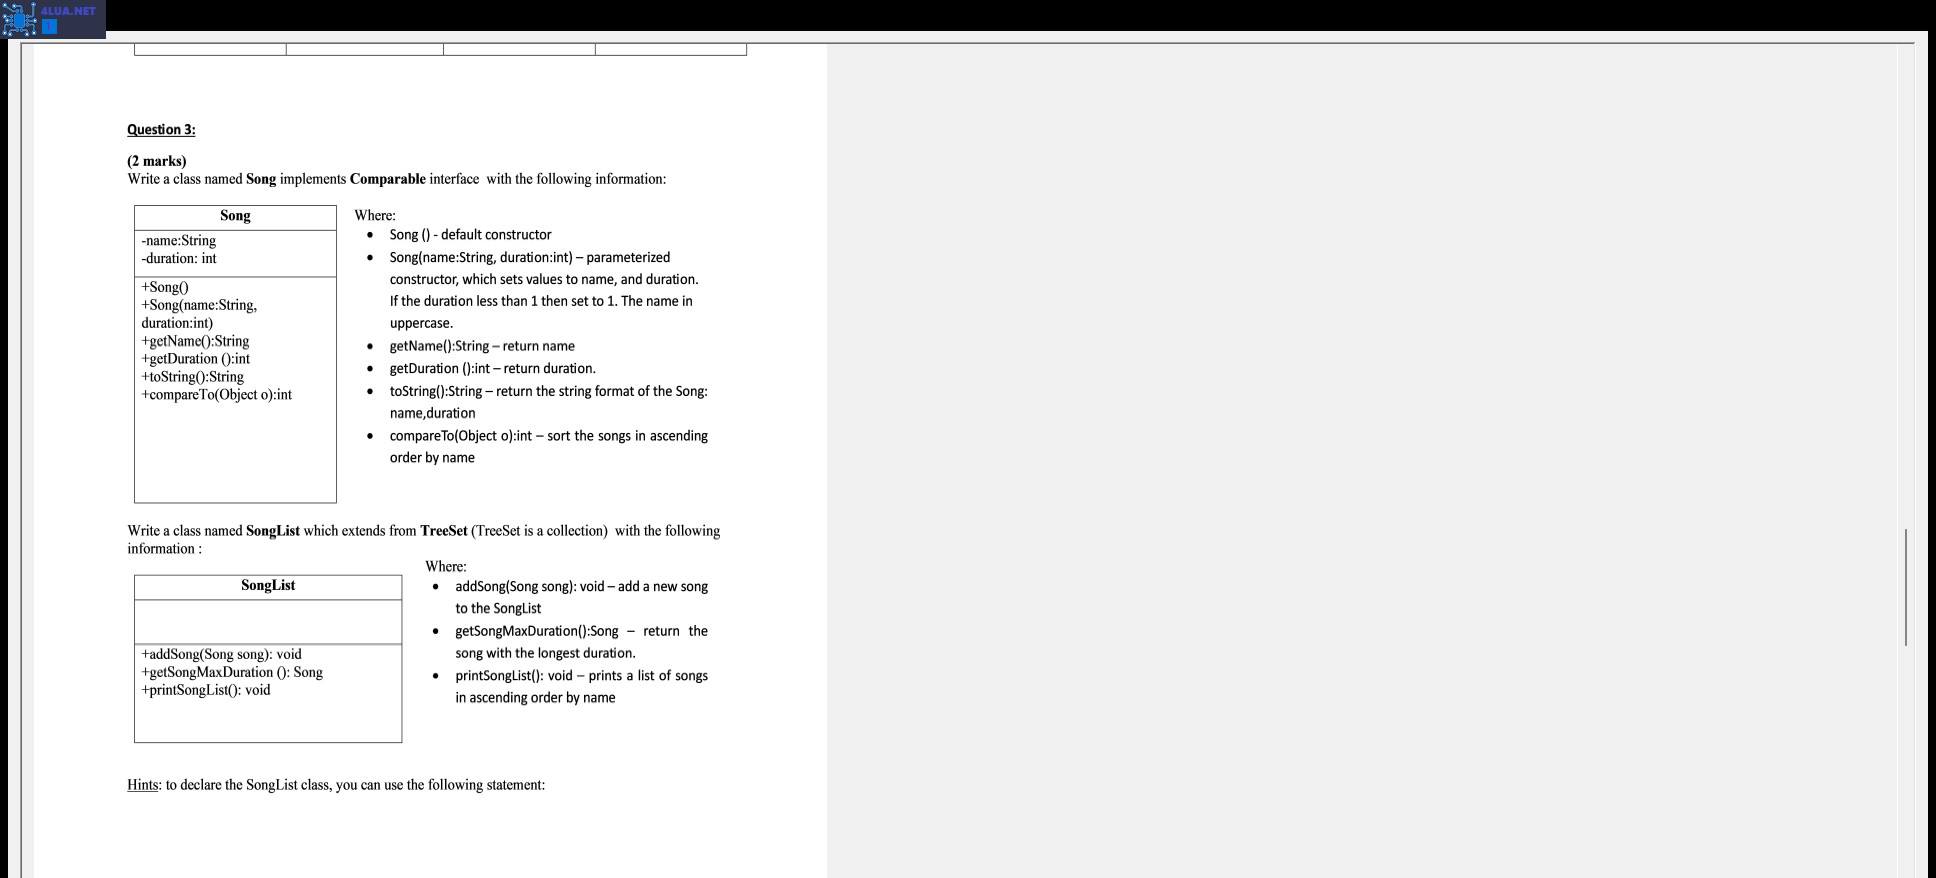 4LUA.NET
Question 3:
(2 marks)
Write a class named Song implements Comparable interface with the following information:
Song
-name:String
-duration: int
+Song()
+Song(name:String,
duration:int)
+getName():String
+getDuration ():int
+toString():String
+compareTo(Object o):int
Where:
• Song () - default constructor
• Song(name:String, duration:int) – parameterized
constructor, which sets values to name, and duration.
If the duration less than 1 then set to 1. The name in
uppercase.
• getName():String – return name
• getDuration ():int – return duration.
• toString():String – return the string format of the Song:
name,duration
• compareTo(Object o):int – sort the songs in ascending
order by name
Write a class named SongList which extends from TreeSet (TreeSet is a collection) with the following
information :
SongList
+addSong(Song song): void
+getSongMaxDuration (): Song
+printSongList(): void
Where:
• addSong(Song song): void – add a new song
to the SongList
• getSongMaxDuration():Song – return the
song with the longest duration.
• printSongList(): void – prints a list of songs
in ascending order by name
Hints: to declare the SongList class, you can use the following statement: